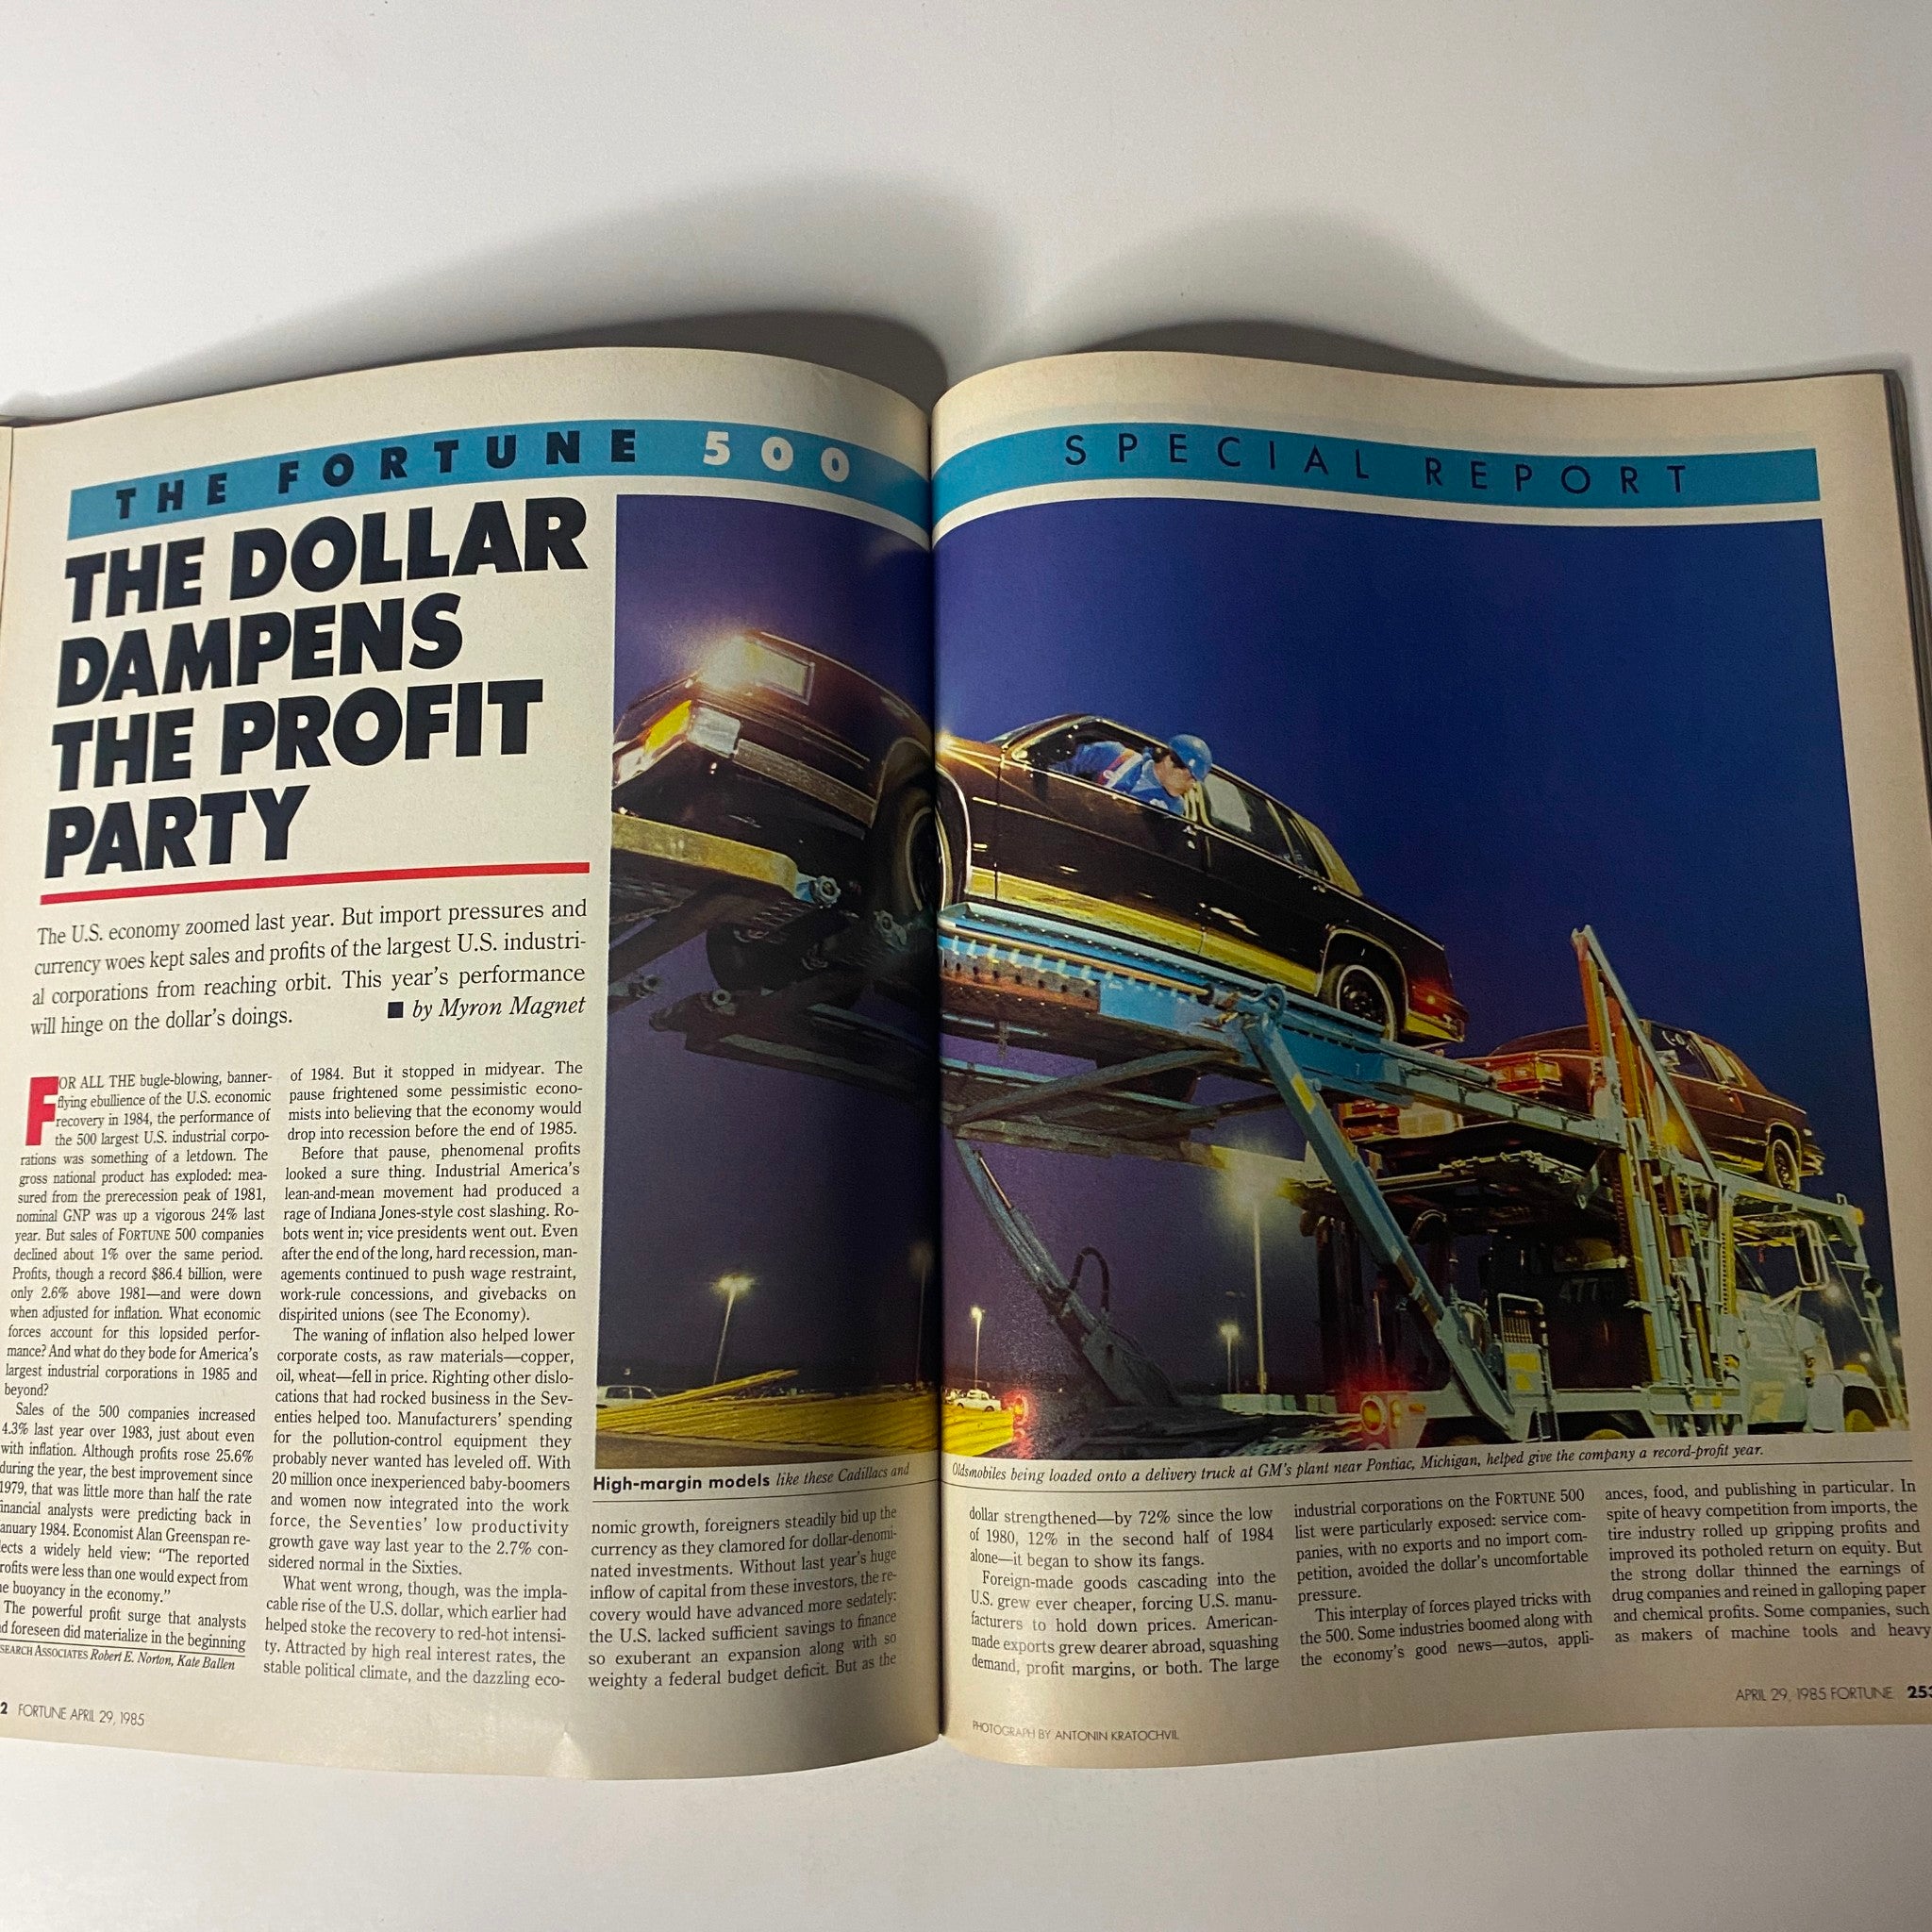 THE FORTUNE 500
SPECIAL REPORT
THE DOLLAR
DAMPENS
THE PROFIT
PARTY
The U.S. economy zoomed last year. But import pressures and
currency woes kept sales and profits of the largest U.S. industri-
al corporations from reaching orbit. This year's performance
will hinge on the dollar's doings. ■ by Myron Magnet
FOR ALL THE bugle-blowing, banner-
flying ebullience of the U.S. economic
recovery in 1984, the performance of
the 500 largest U.S. industrial corpo-
rations was something of a letdown. The
gross national product has exploded: mea-
sured from the prerecession peak of 1981,
nominal GNP was up a vigorous 24% last
year. But sales of FORTUNE 500 companies
declined about 1% over the same period.
Profits, though a record $86.4 billion, were
only 2.6% above 1981—and were down
when adjusted for inflation. What economic
forces account for this lopsided perfor-
mance? And what do they bode for America's
largest industrial corporations in 1985 and
beyond?
Sales of the 500 companies increased
4.3% last year over 1983, just about even
with inflation. Although profits rose 25.6%
during the year, the best improvement since
1979, that was little more than half the rate
inancial analysts were predicting back in
anuary 1984. Economist Alan Greenspan re-
lects a widely held view: "The reported
rofits were less than one would expect from
e buoyancy in the economy."
The powerful profit surge that analysts
d foreseen did materialize in the beginning
SEARCH ASSOCIATES Robert E. Norton, Kate Ballen
of 1984. But it stopped in midyear. The
pause frightened some pessimistic econo-
mists into believing that the economy would
drop into recession before the end of 1985.
Before that pause, phenomenal profits
looked a sure thing. Industrial America's
lean-and-mean movement had produced a
rage of Indiana Jones-style cost slashing. Ro-
bots went in; vice presidents went out. Even
after the end of the long, hard recession, man-
agements continued to push wage restraint,
work-rule concessions, and givebacks on
dispirited unions (see The Economy).
The waning of inflation also helped lower
corporate costs, as raw materials—copper,
oil, wheat—fell in price. Righting other dislo-
cations that had rocked business in the Sev-
enties helped too. Manufacturers' spending
for the pollution-control equipment they
probably never wanted has leveled off. With
20 million once inexperienced baby-boomers
and women now integrated into the work
force, the Seventies' low productivity
growth gave way last year to the 2.7% con-
sidered normal in the Sixties.
What went wrong, though, was the impla-
cable rise of the U.S. dollar, which earlier had
helped stoke the recovery to red-hot intensi-
ty. Attracted by high real interest rates, the
stable political climate, and the dazzling eco-
High-margin models like these Cadillacs and
Oldsmobiles being loaded onto a delivery truck at GM's plant near Pontiac, Michigan, helped give the company a record-profit year.
nomic growth, foreigners steadily bid up the
currency as they clamored for dollar-denomi-
nated investments. Without last year's huge
inflow of capital from these investors, the re-
covery would have advanced more sedately:
the U.S. lacked sufficient savings to finance
so exuberant an expansion along with so
weighty a federal budget deficit. But as the
dollar strengthened—by 72% since the low
of 1980, 12% in the second half of 1984
alone—it began to show its fangs.
Foreign-made goods cascading into the
U.S. grew ever cheaper, forcing U.S. manu-
facturers to hold down prices. American-
made exports grew dearer abroad, squashing
demand, profit margins, or both. The large
industrial corporations on the FORTUNE 500
list were particularly exposed: service com-
panies, with no exports and no import com-
petition, avoided the dollar's uncomfortable
pressure.
This interplay of forces played tricks with
the 500. Some industries boomed along with
the economy's good news—autos, appli-
ances, food, and publishing in particular. In
spite of heavy competition from imports, the
tire industry rolled up gripping profits and
improved its potholed return on equity. But
the strong dollar thinned the earnings of
drug companies and reined in galloping paper
and chemical profits. Some companies, such
as makers of machine tools and heavy
2 FORTUNE APRIL 29, 1985
PHOTOGRAPH BY ANTONIN KRATOCHVIL
APRIL 29, 1985 FORTUNE 253